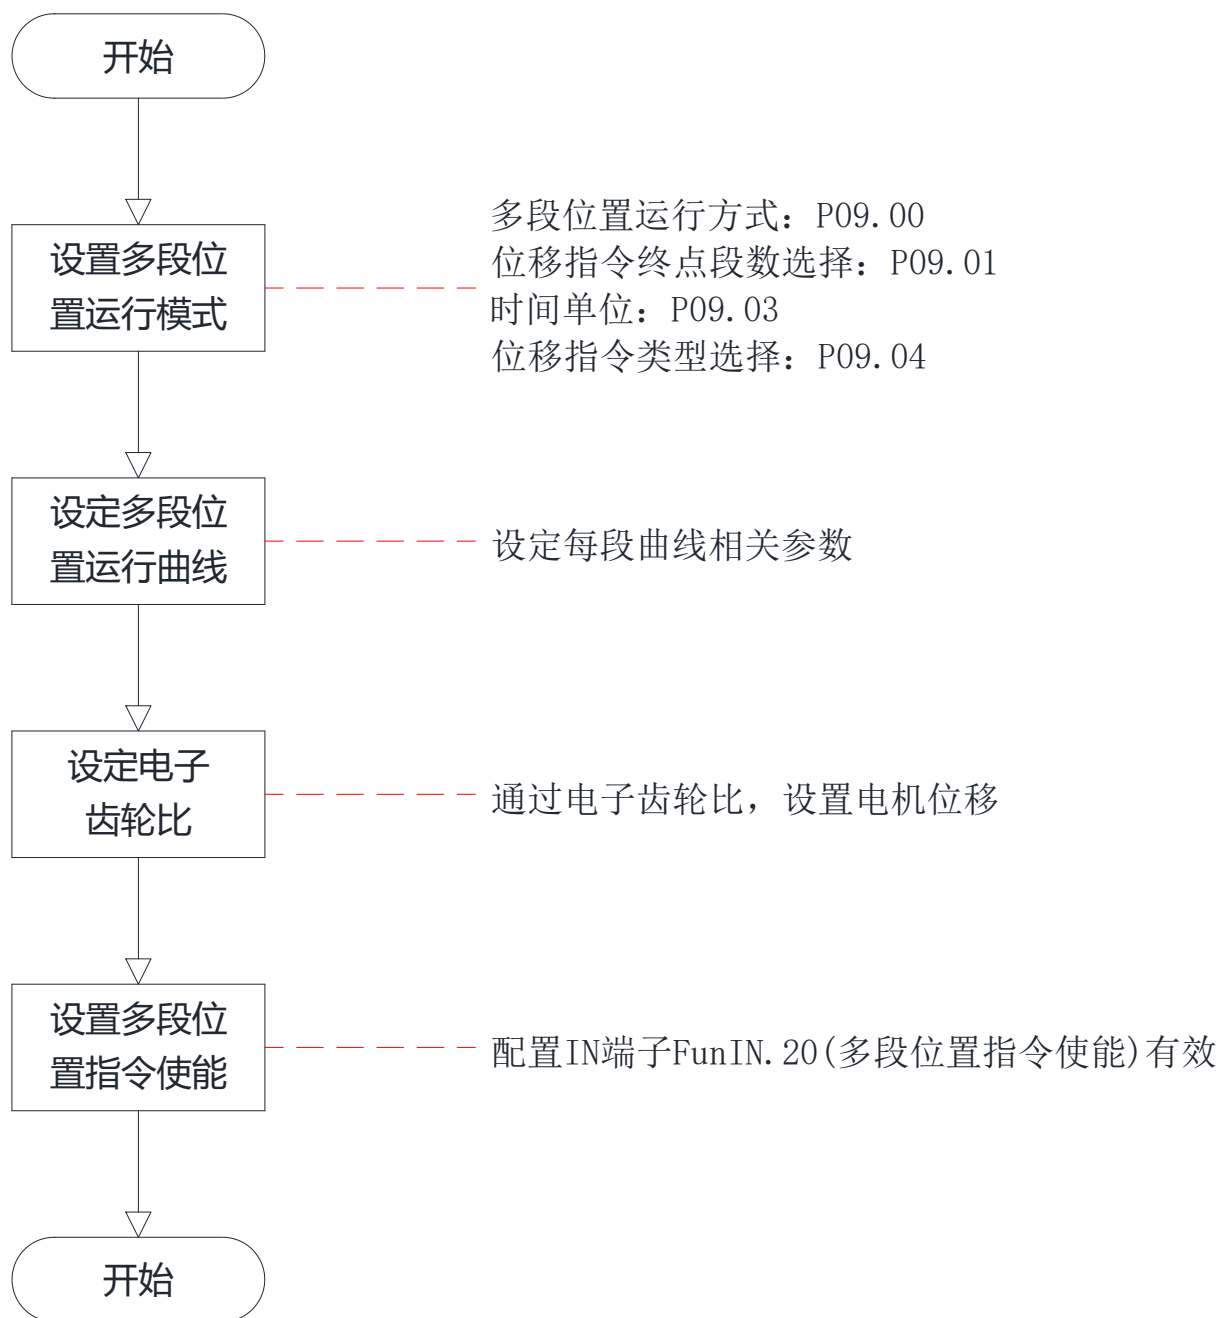 开始
设置多段位
置运行模式
多段位置运行方式：P09.00
位移指令终点段数选择：P09.01
时间单位：P09.03
位移指令类型选择：P09.04
设定多段位
置运行曲线
设定每段曲线相关参数
设定电子
齿轮比
通过电子齿轮比，设置电机位移
设置多段位
置指令使能
配置IN端子FunIN.20(多段位置指令使能)有效
开始